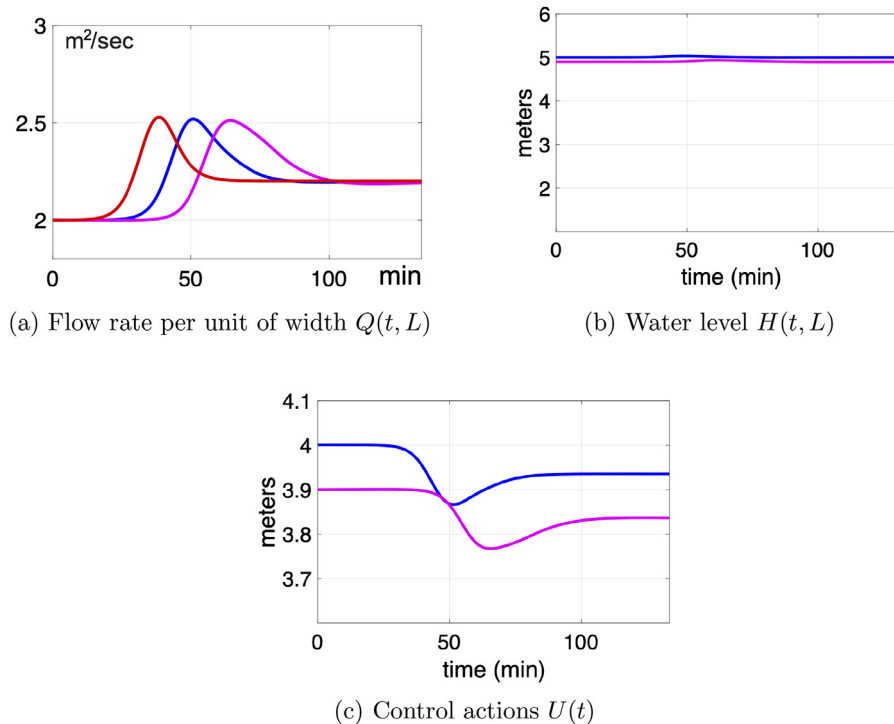 m²/sec
3
2.5
2
0
50
100
min
(a) Flow rate per unit of width Q(t, L)
6
5
4
3
2
meters
0
50
100
time (min)
(b) Water level H(t, L)
4.1
4
3.9
3.8
3.7
meters
0
50
100
time (min)
(c) Control actions U(t)